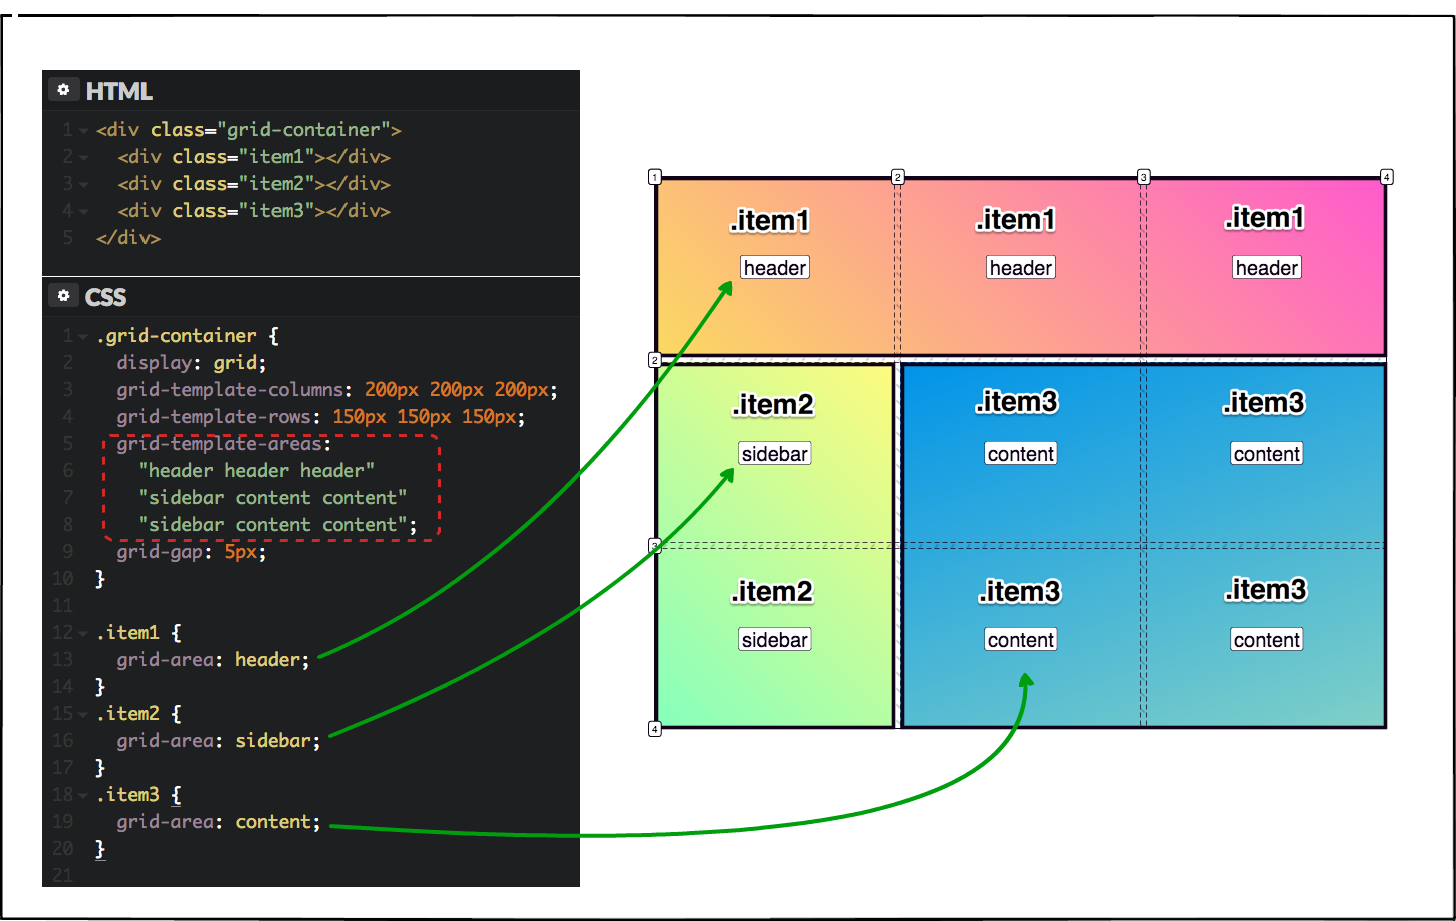 HTML
1 <div class="grid-container">
2 <div class="item1"></div>
3 <div class="item2"></div>
4 <div class="item3"></div>
5 </div>
CSS
1 .grid-container {
2 display: grid;
3 grid-template-columns: 200px 200px 200px;
4 grid-template-rows: 150px 150px 150px;
5 grid-template-areas:
6 "header header header"
7 "sidebar content content"
8 "sidebar content content";
9 grid-gap: 5px;
10 }
11
12 .item1 {
13 grid-area: header;
14 }
15 .item2 {
16 grid-area: sidebar;
17 }
18 .item3 {
19 grid-area: content;
20 }
21
1 2 3 4
.item1 .item1 .item1
header header header
2
.item2 .item3 .item3
sidebar content content
3
.item2 .item3 .item3
sidebar content content
4